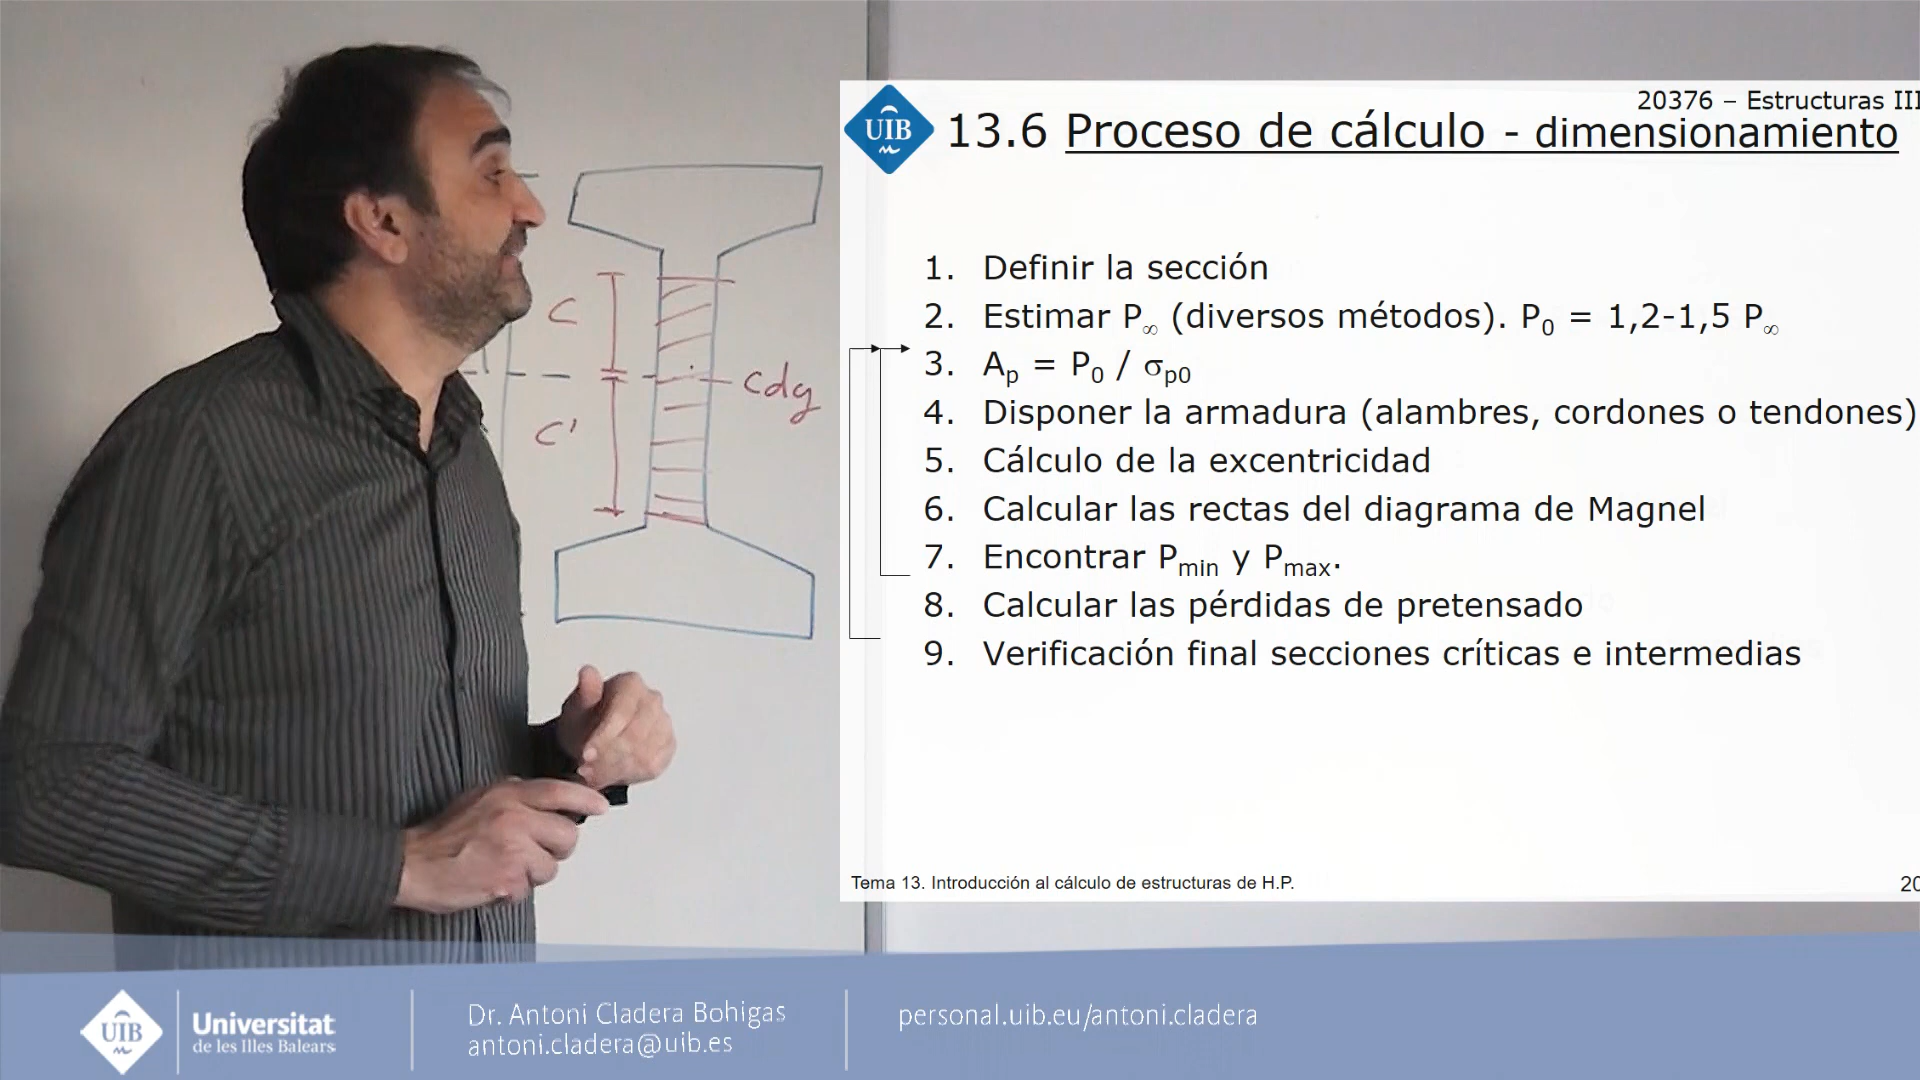 C
C'
cdg
UIB
20376 – Estructuras III
13.6 Proceso de cálculo - dimensionamiento
1. Definir la sección
2. Estimar P∞ (diversos métodos). P0 = 1,2-1,5 P∞
3. Ap = P0 / σp0
4. Disponer la armadura (alambres, cordones o tendones)
5. Cálculo de la excentricidad
6. Calcular las rectas del diagrama de Magnel
7. Encontrar Pmin y Pmax.
8. Calcular las pérdidas de pretensado
9. Verificación final secciones críticas e intermedias
Tema 13. Introducción al cálculo de estructuras de H.P.
20
UIB
Universitat
de les Illes Balears
Dr. Antoni Cladera Bohigas
antoni.cladera@uib.es
personal.uib.eu/antoni.cladera